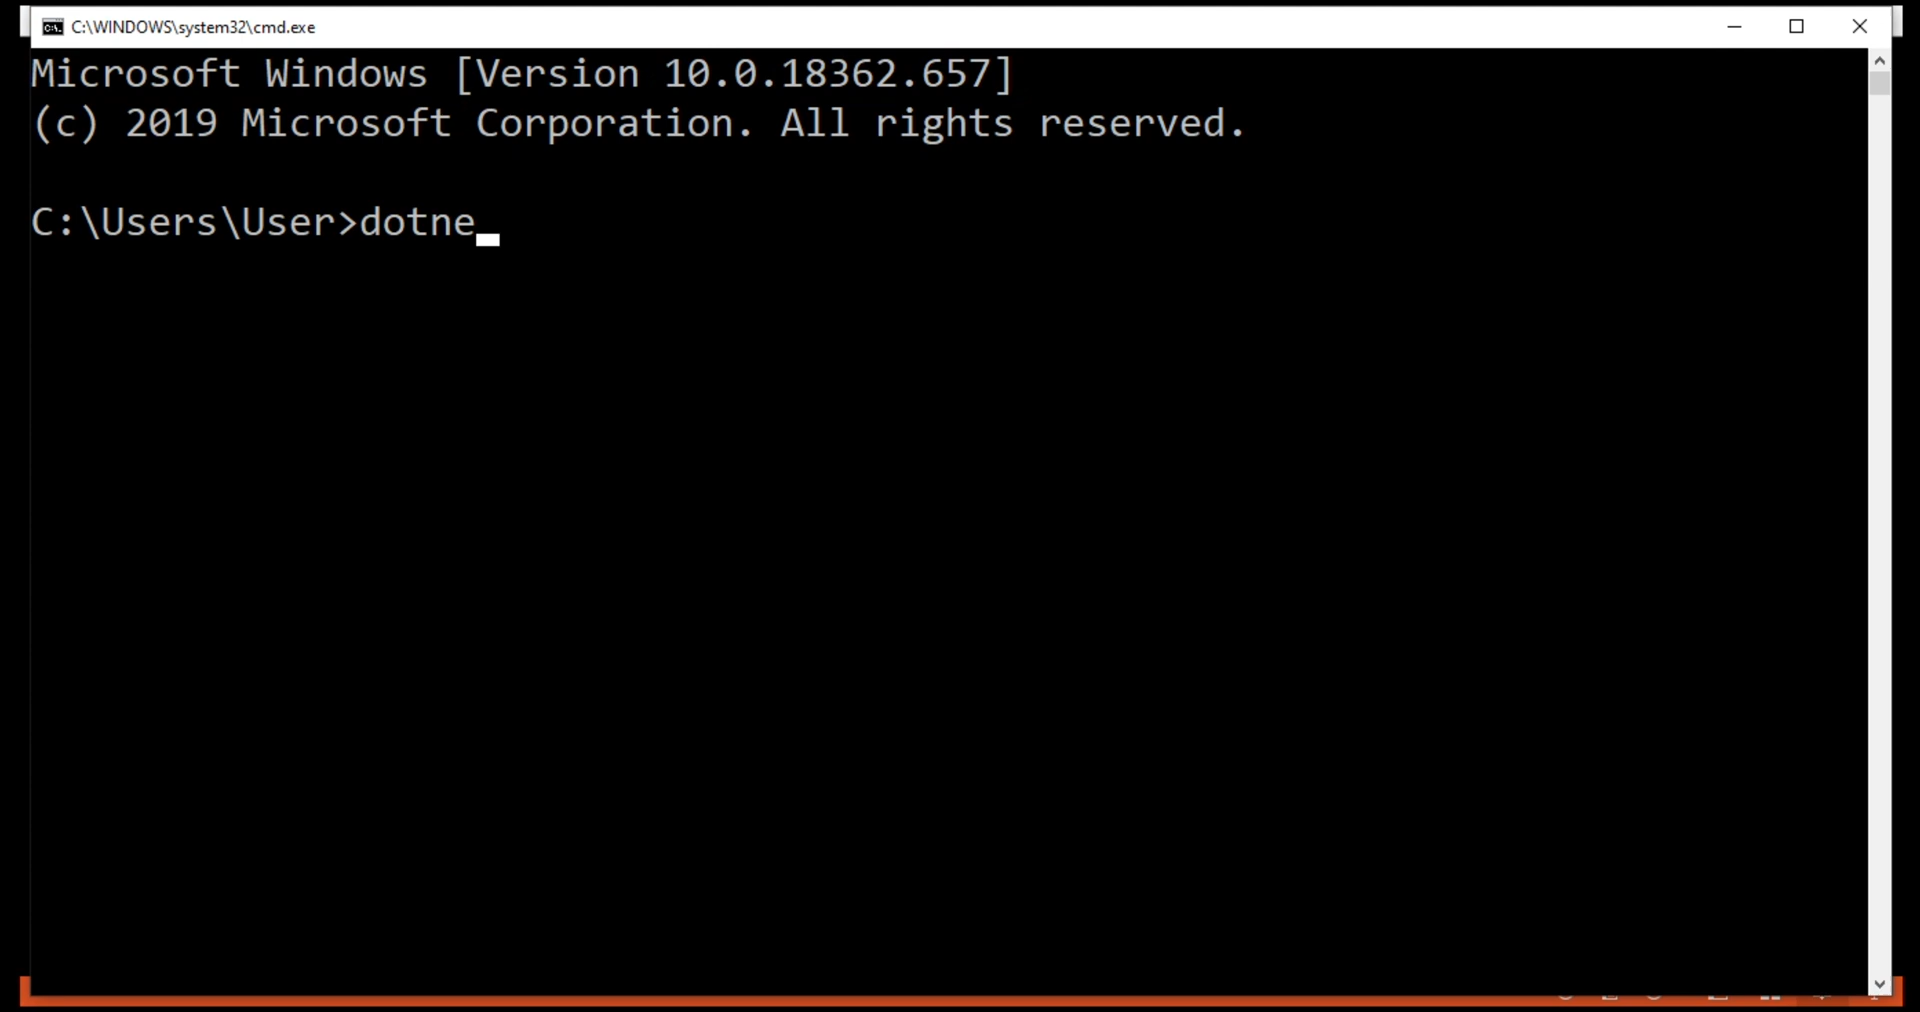 C:\WINDOWS\system32\cmd.exe
Microsoft Windows [Version 10.0.18362.657]
(c) 2019 Microsoft Corporation. All rights reserved.
C:\Users\User>dotne